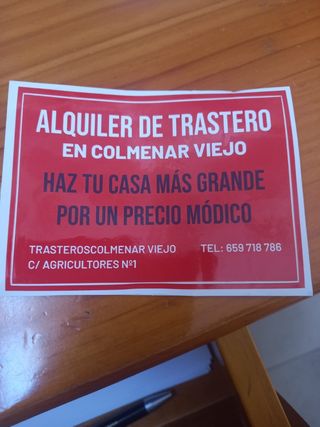 ALQUILER DE TRASTERO
EN COLMENAR VIEJO
HAZ TU CASA MÁS GRANDE
POR UN PRECIO MÓDICO
TRASTEROSCOLMENAR VIEJO TEL: 659 718 786
C/ AGRICULTORES Nº1